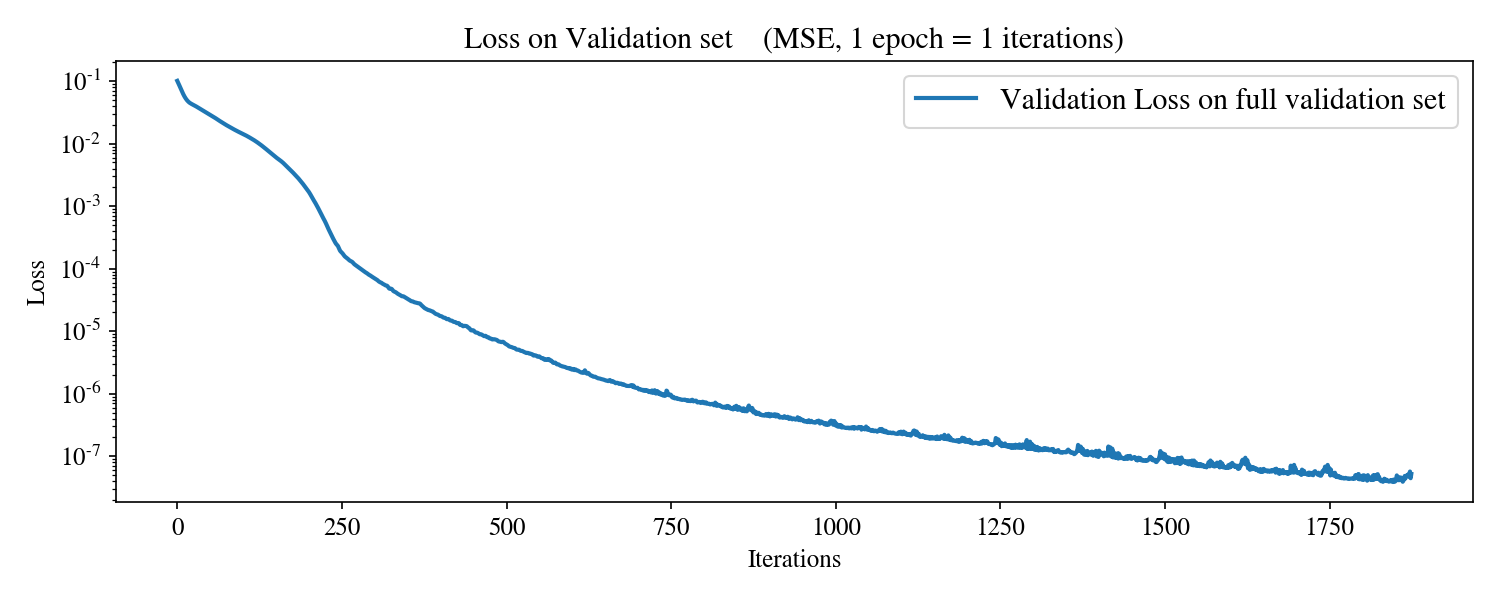 Loss on Validation set    (MSE, 1 epoch = 1 iterations)
Validation Loss on full validation set
Loss
10^-1
10^-2
10^-3
10^-4
10^-5
10^-6
10^-7
0 250 500 750 1000 1250 1500 1750
Iterations